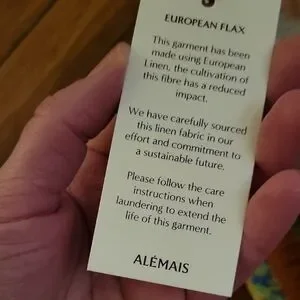 EUROPEAN FLAX
This garment has been
made using European
Linen, the cultivation of
this fibre has a reduced
impact.
We have carefully sourced
this linen fabric in our
effort and commitment to
a sustainable future.
Please follow the care
instructions when
laundering to extend the
life of this garment.
ALÉMAIS